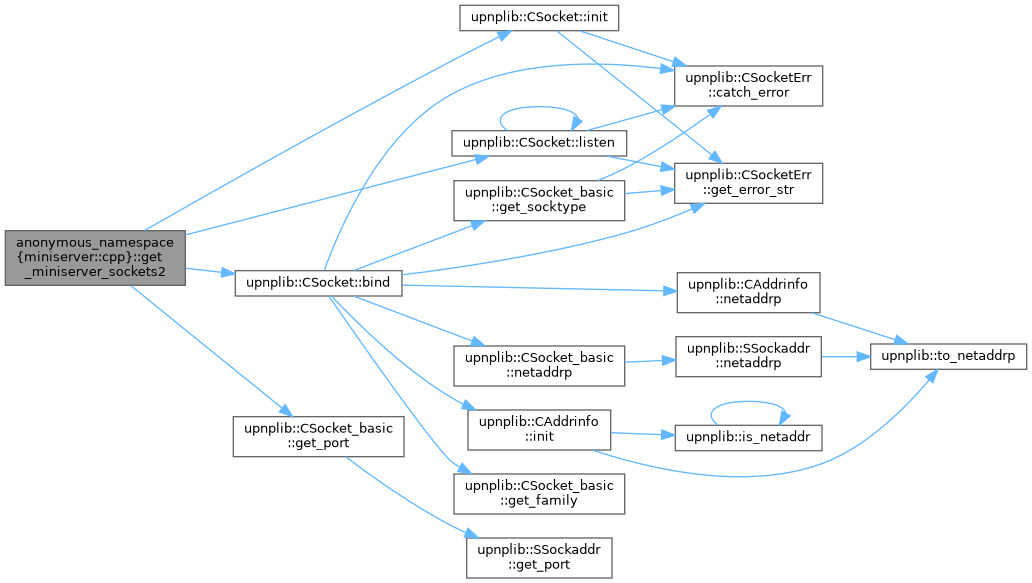 upnplib::CSocket::init
upnplib::CSocketErr
::catch_error
upnplib::CSocket::listen
upnplib::CSocketErr
::get_error_str
upnplib::CSocket_basic
::get_socktype
anonymous_namespace
{miniserver::cpp}::get
_miniserver_sockets2
upnplib::CSocket::bind
upnplib::CAddrinfo
::netaddrp
upnplib::CSocket_basic
::netaddrp
upnplib::SSockaddr
::netaddrp
upnplib::to_netaddrp
upnplib::CSocket_basic
::get_port
upnplib::CAddrinfo
::init
upnplib::is_netaddr
upnplib::CSocket_basic
::get_family
upnplib::SSockaddr
::get_port